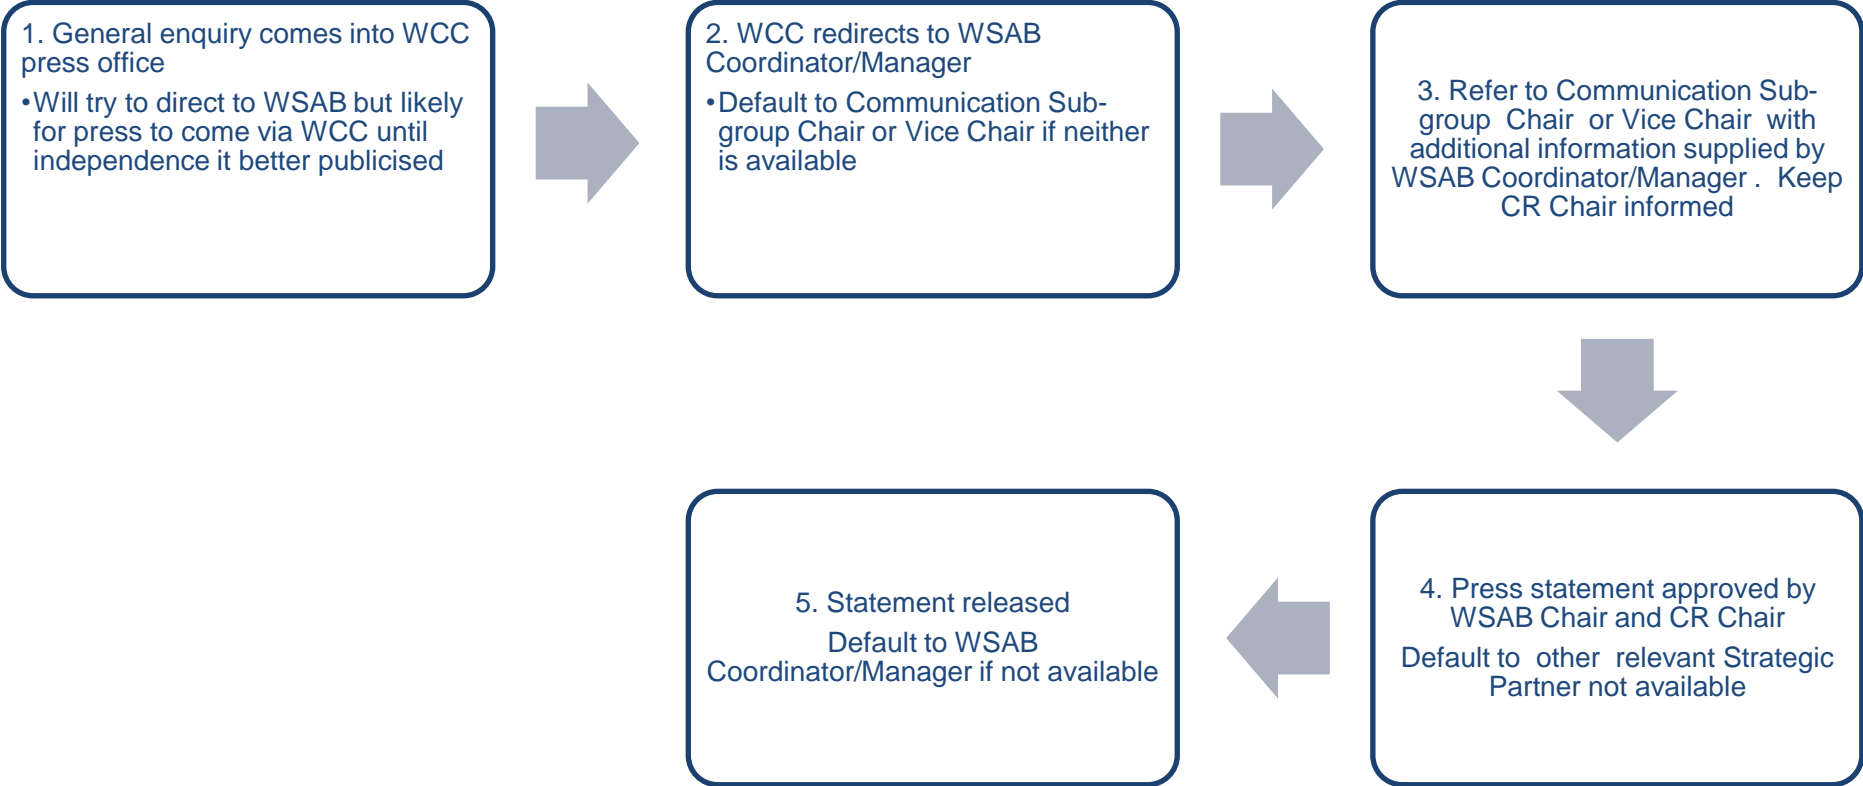 1. General enquiry comes into WCC
press office
•Will try to direct to WSAB but likely
for press to come via WCC until
independence it better publicised
2. WCC redirects to WSAB
Coordinator/Manager
•Default to Communication Sub-
group Chair or Vice Chair if neither
is available
3. Refer to Communication Sub-
group Chair or Vice Chair with
additional information supplied by
WSAB Coordinator/Manager . Keep
CR Chair informed
4. Press statement approved by
WSAB Chair and CR Chair
Default to other relevant Strategic
Partner not available
5. Statement released
Default to WSAB
Coordinator/Manager if not available